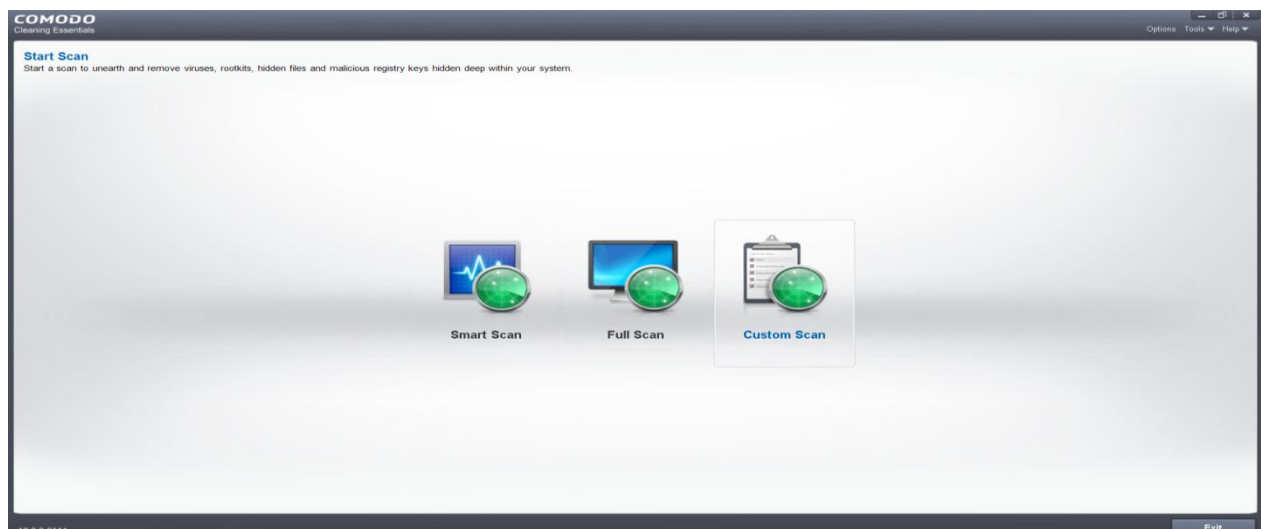 COMODO
Cleaning Essentials
Options Tools Help
Start Scan
Start a scan to unearth and remove viruses, rootkits, hidden files and malicious registry keys hidden deep within your system.
Smart Scan
Full Scan
Custom Scan
Exit